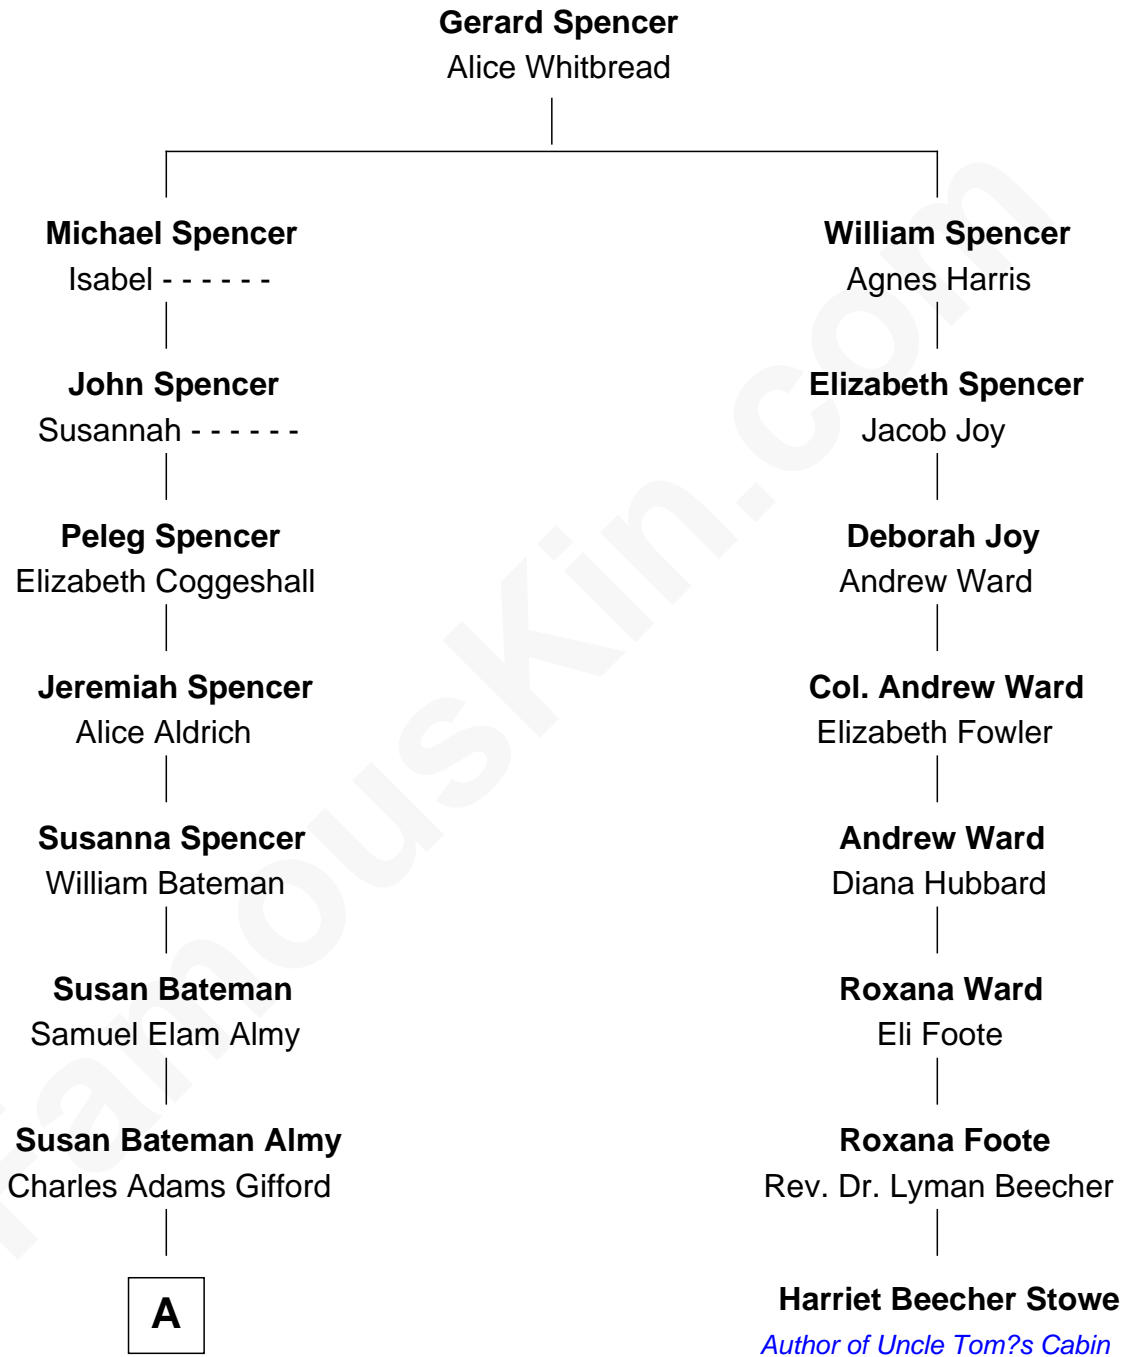 Gerard Spencer
Alice Whitbread
Michael Spencer
Isabel - - - - - -
John Spencer
Susannah - - - - - -
Peleg Spencer
Elizabeth Coggeshall
Jeremiah Spencer
Alice Aldrich
Susanna Spencer
William Bateman
Susan Bateman
Samuel Elam Almy
Susan Bateman Almy
Charles Adams Gifford
A
William Spencer
Agnes Harris
Elizabeth Spencer
Jacob Joy
Deborah Joy
Andrew Ward
Col. Andrew Ward
Elizabeth Fowler
Andrew Ward
Diana Hubbard
Roxana Ward
Eli Foote
Roxana Foote
Rev. Dr. Lyman Beecher
Harriet Beecher Stowe
Author of Uncle Tom?s Cabin
FamousKin.com